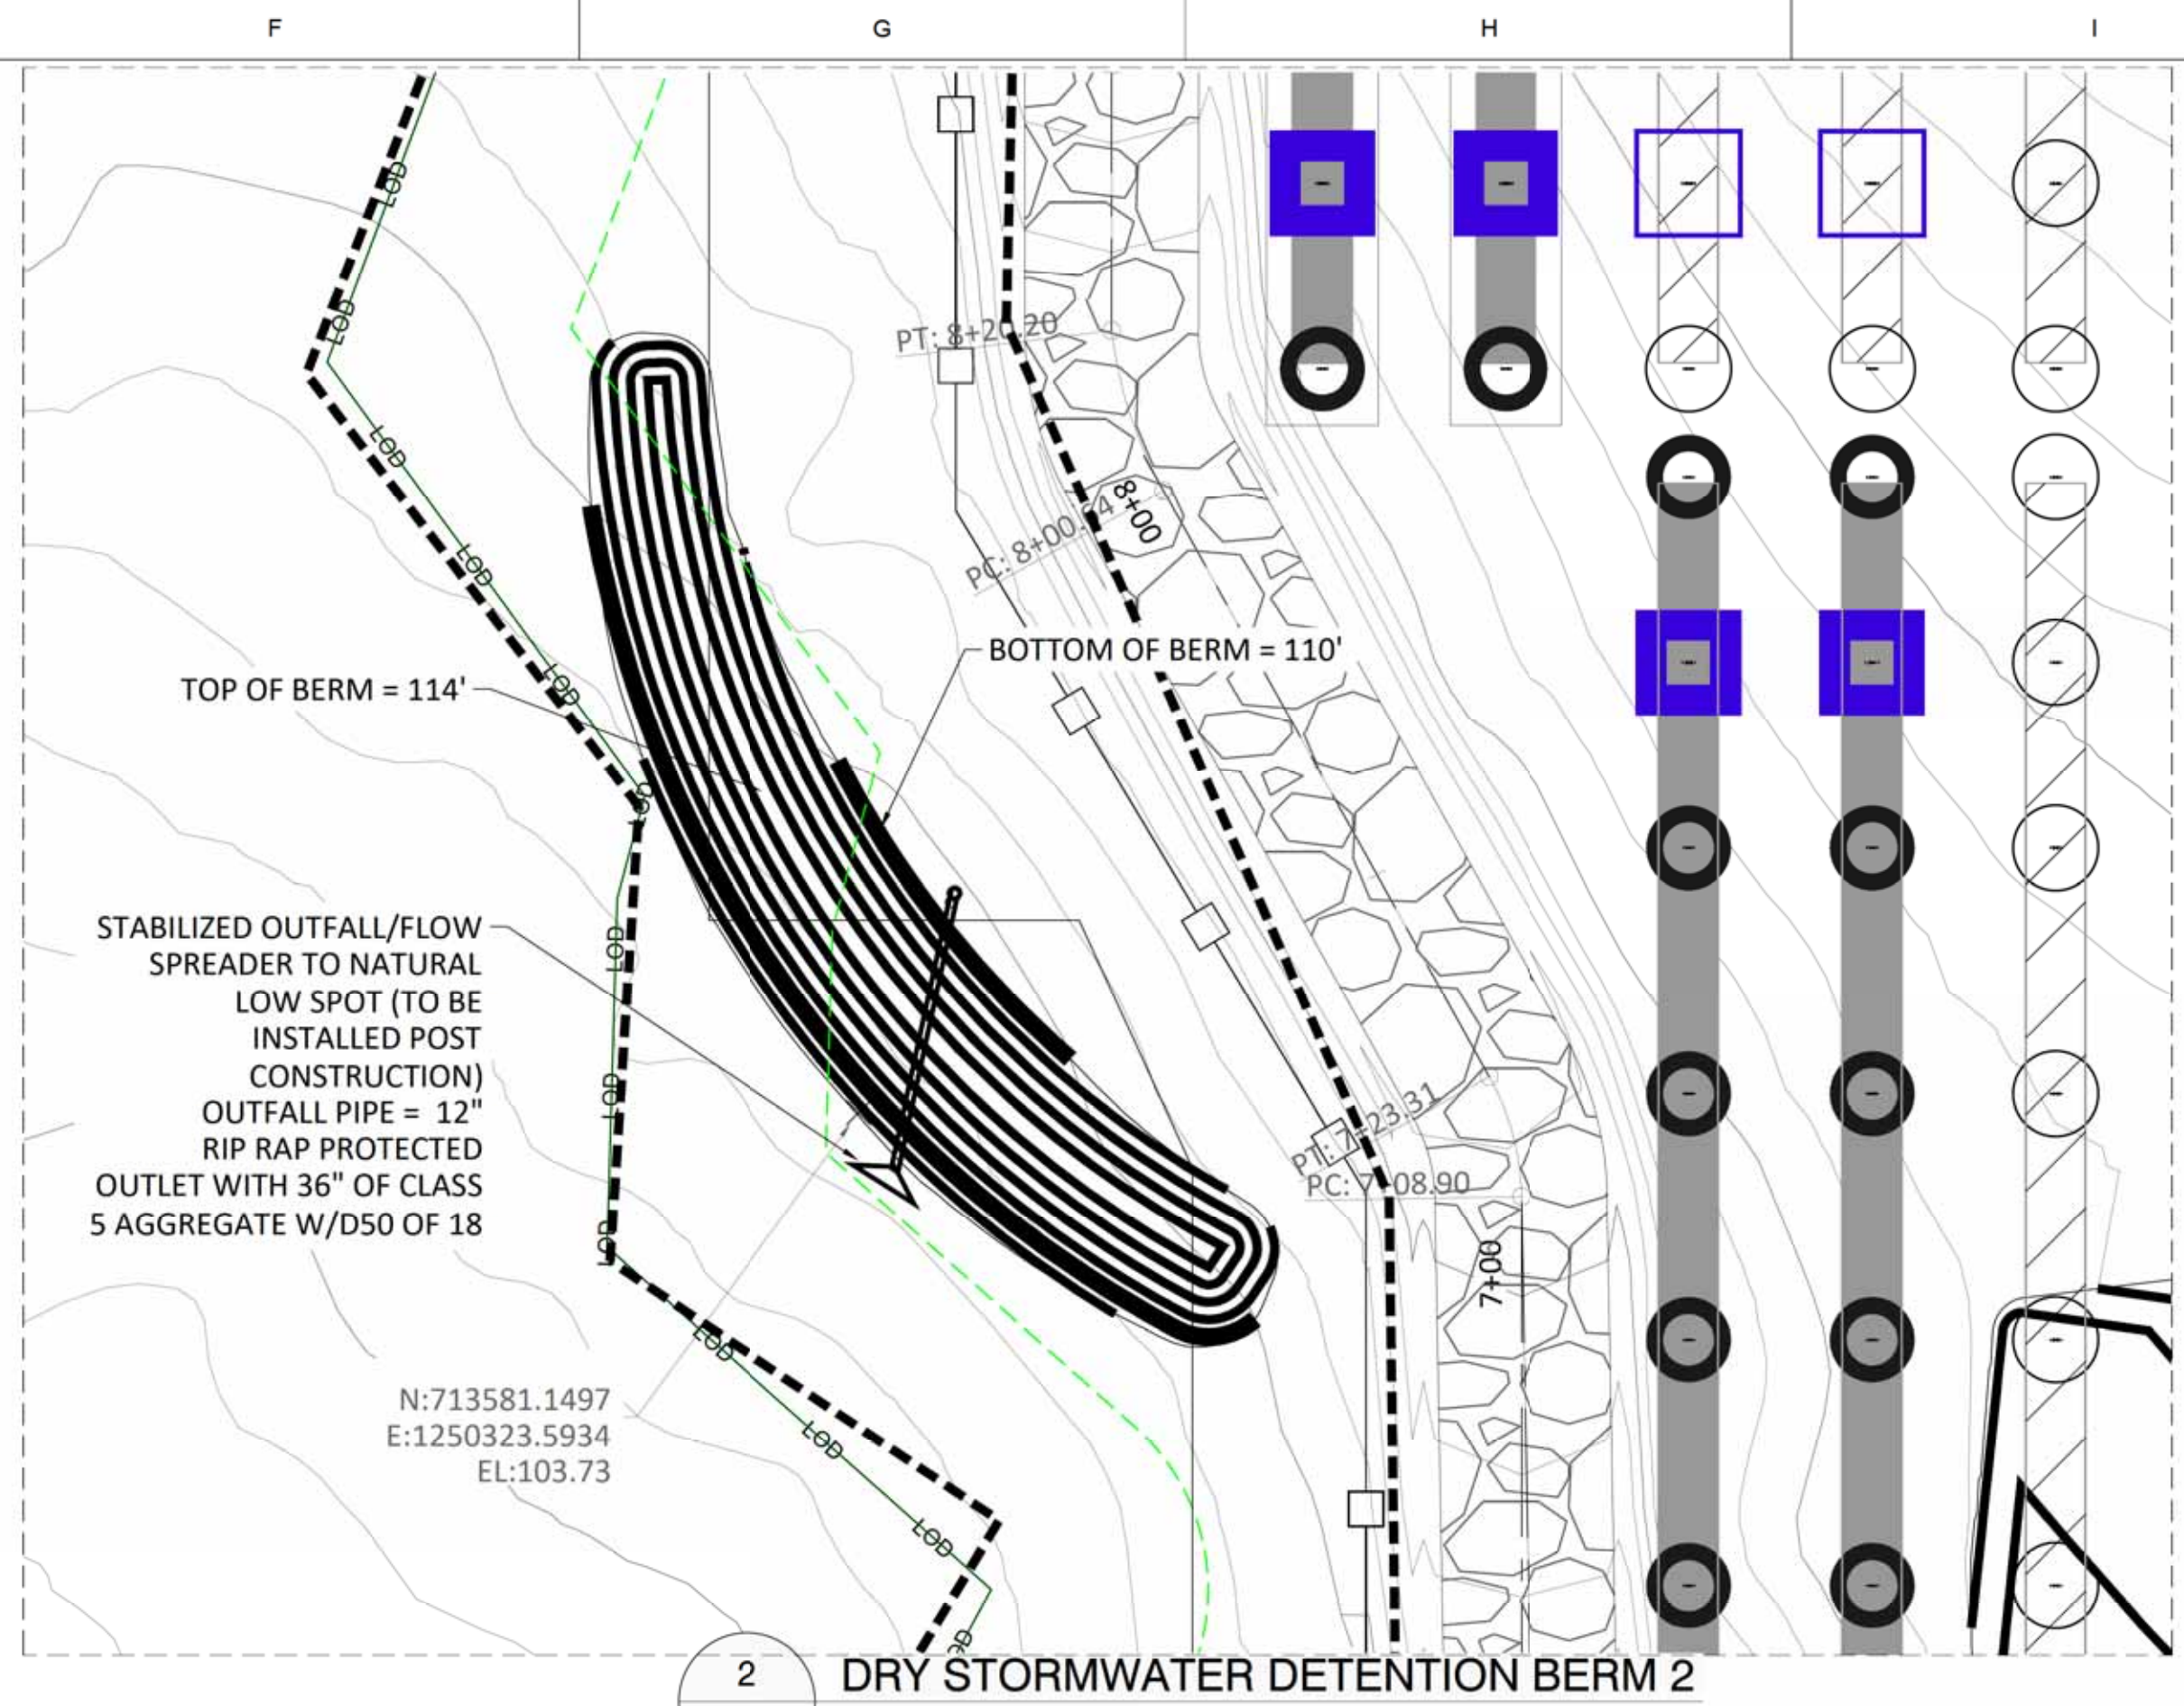 F
G
H
I
LOD
LOD
LOD
LOD
LOD
LOD
LOD
LOD
LOD
LOD
LOD
LOD
PT: 8+20.20
8+00
BOTTOM OF BERM = 110'
TOP OF BERM = 114'
STABILIZED OUTFALL/FLOW
SPREADER TO NATURAL
LOW SPOT (TO BE
INSTALLED POST
CONSTRUCTION)
OUTFALL PIPE = 12"
RIP RAP PROTECTED
OUTLET WITH 36" OF CLASS
5 AGGREGATE W/D50 OF 18
PT: 7+23.31
PC: 7+08.90
7+00
N:713581.1497
E:1250323.5934
EL:103.73
2
DRY STORMWATER DETENTION BERM 2